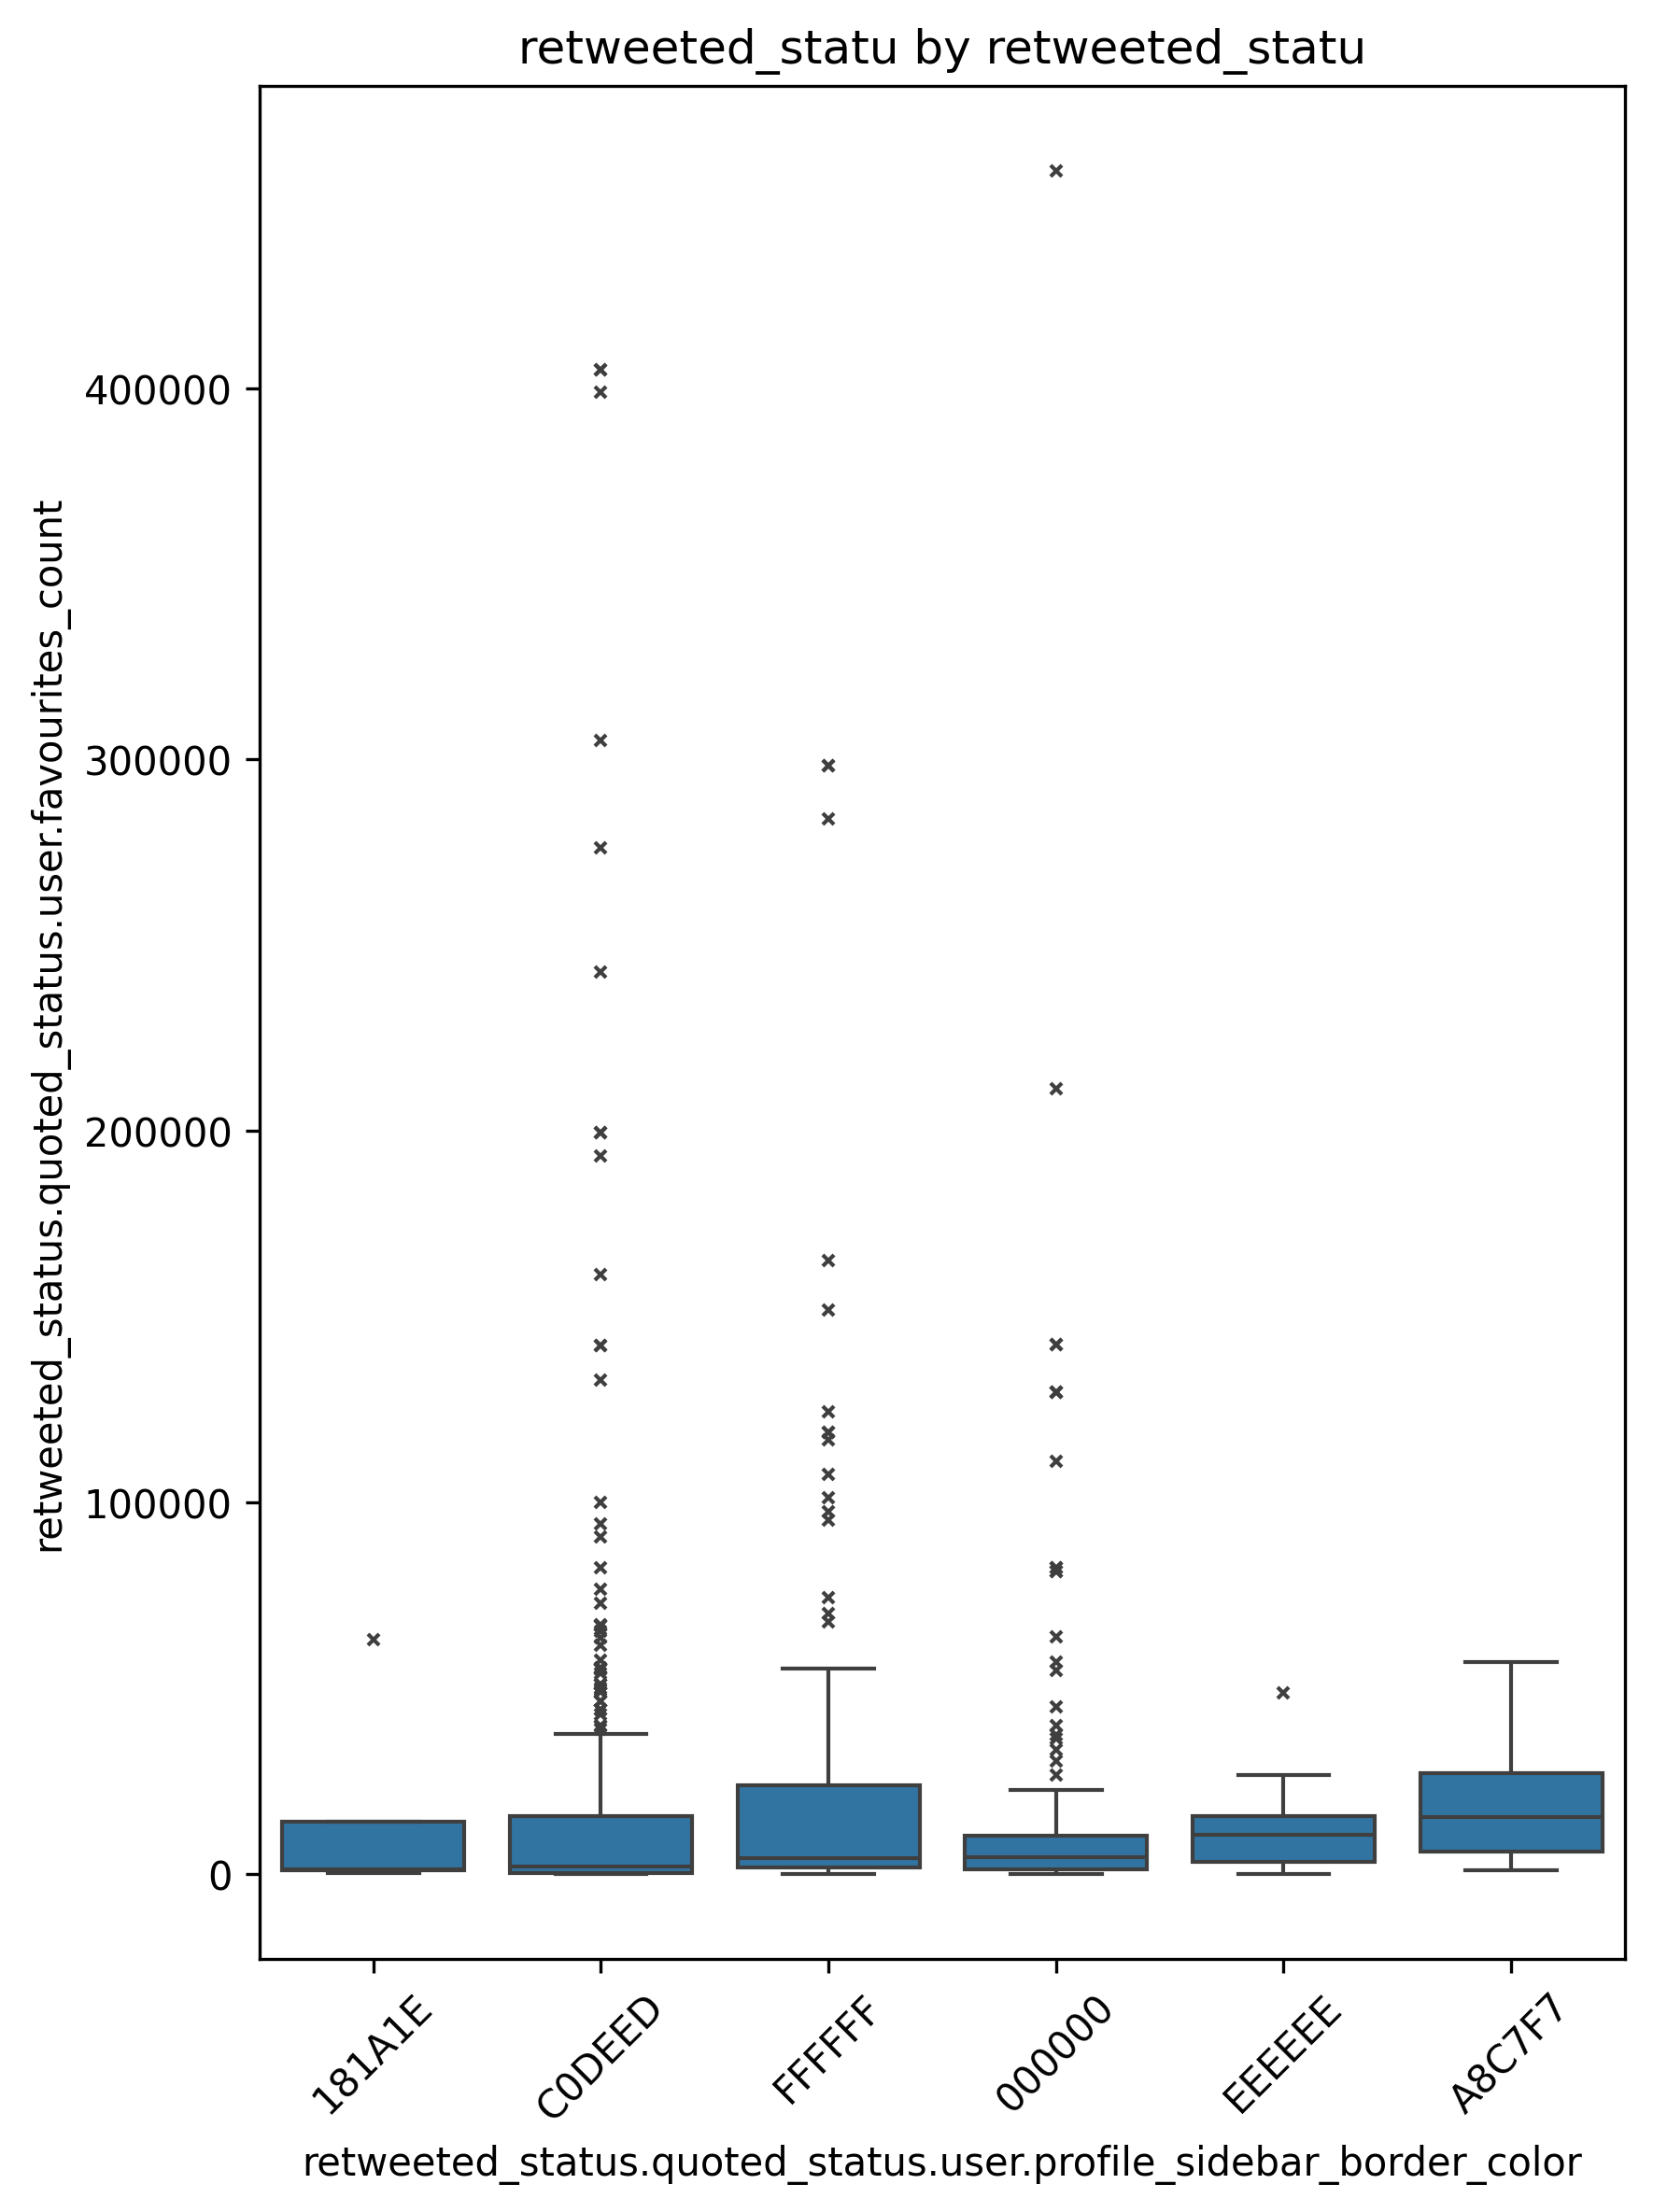 retweeted_statu by retweeted_statu
retweeted_status.quoted_status.user.favourites_count
400000
300000
200000
100000
0
181A1E
C0DEED
FFFFFF
000000
EEEEEE
A8C7F7
retweeted_status.quoted_status.user.profile_sidebar_border_color